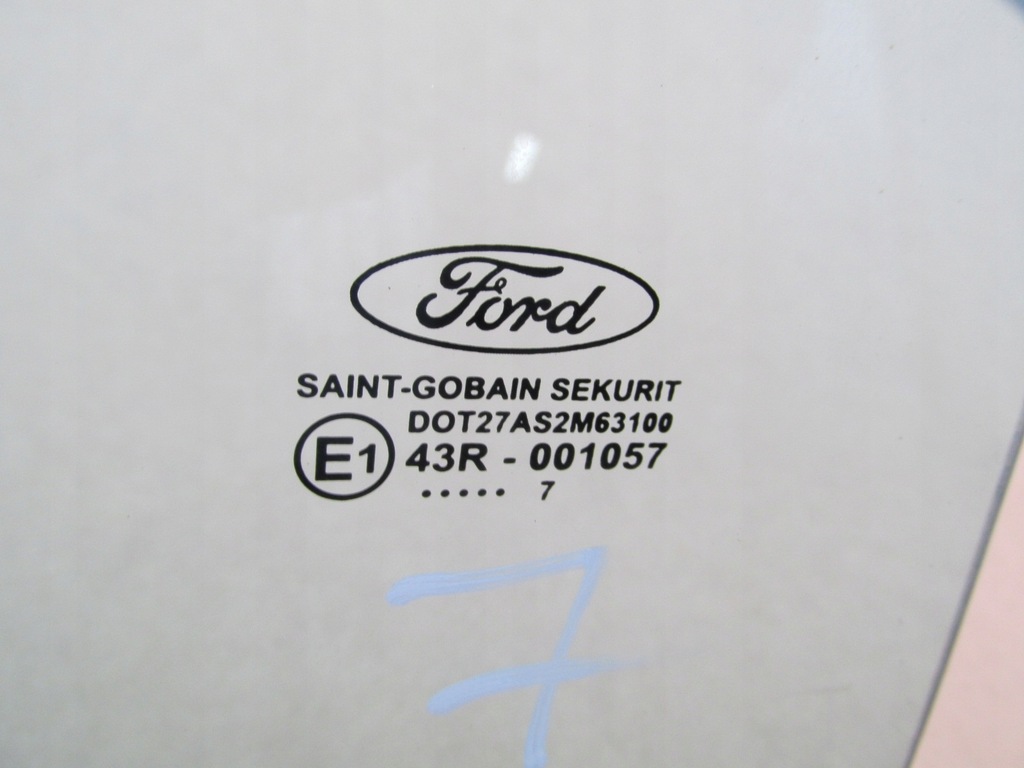 Ford
SAINT-GOBAIN SEKURIT
DOT27AS2M63100
E1 43R - 001057
..... 7
7